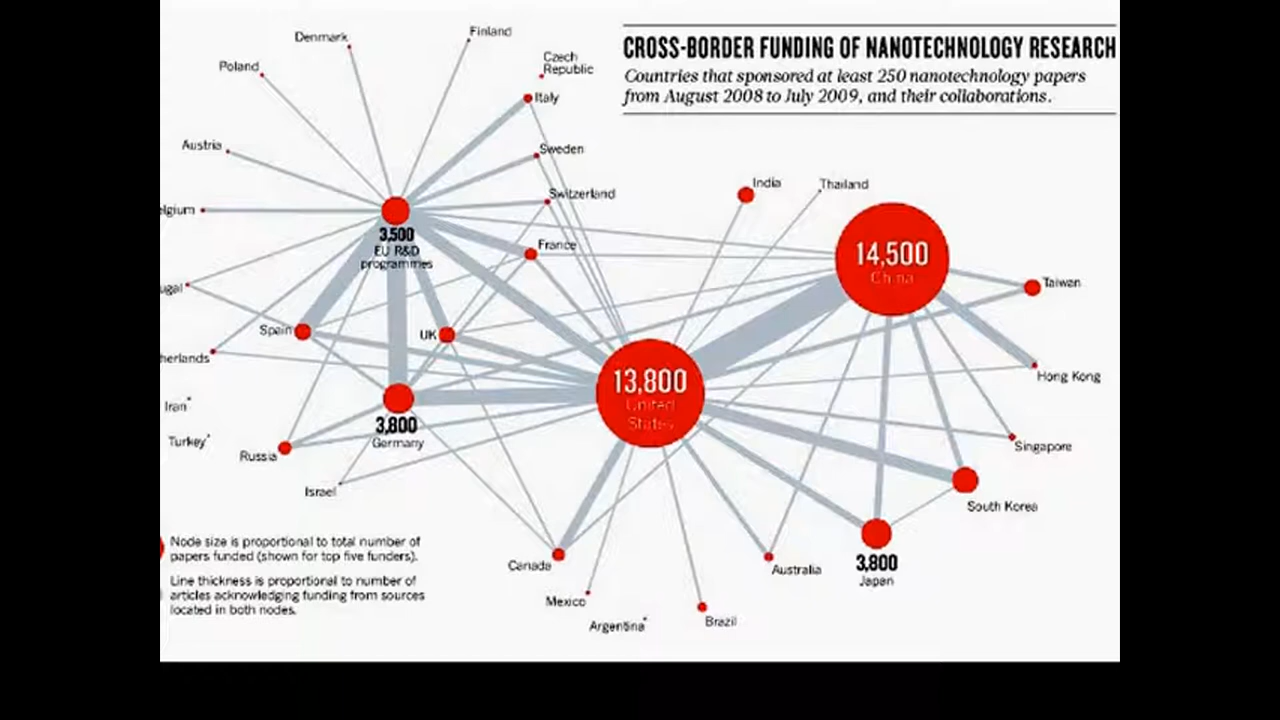 CROSS-BORDER FUNDING OF NANOTECHNOLOGY RESEARCH
Countries that sponsored at least 250 nanotechnology papers
from August 2008 to July 2009, and their collaborations.
Denmark
Finland
Poland
Czech
Republic
Italy
Austria
Sweden
Switzerland
India
Thailand
elgium
3,500
EU R&D
programmes
France
14,500
China
Taiwan
ugal
Spain
UK
herlands
13,800
United
States
Hong Kong
Iran
3,800
Germany
Turkey
Russia
Singapore
Israel
South Korea
Node size is proportional to total number of
papers funded (shown for top five funders).
Canada
Australia
3,800
Japan
Line thickness is proportional to number of
articles acknowledging funding from sources
located in both nodes.
Mexico
Argentina
Brazil